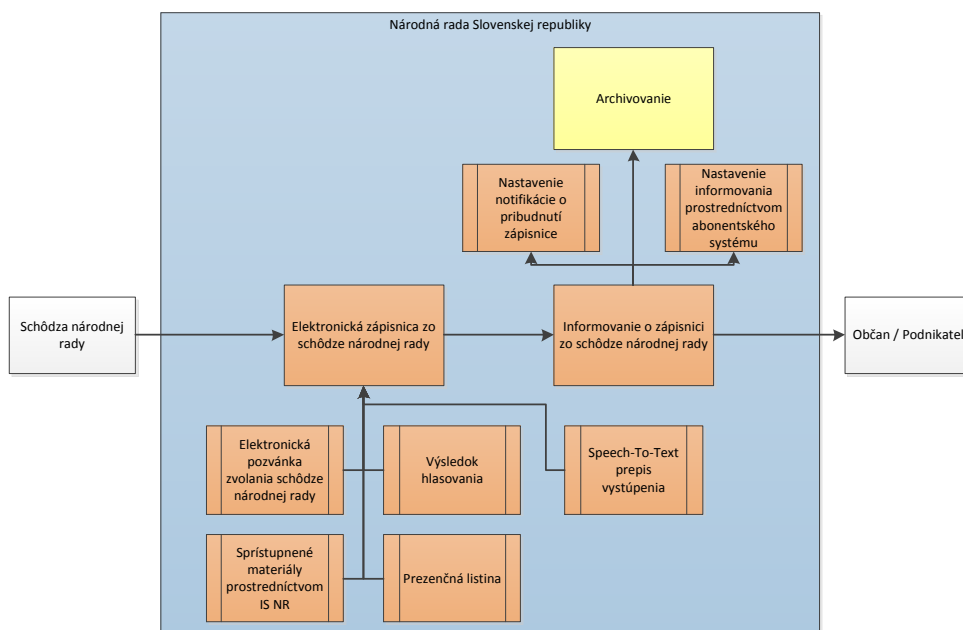 Národná rada Slovenskej republiky
Archivovanie
Nastavenie
notifikácie o
pribudnutí
zápisnice
Nastavenie
informovania
prostredníctvom
abonentského
systému
Schôdza národnej
rady
Elektronická zápisnica zo
schôdze národnej rady
Informovanie o zápisnici
zo schôdze národnej rady
Občan / Podnikateľ
Elektronická
pozvánka
zvolania schôdze
národnej rady
Výsledok
hlasovania
Speech-To-Text
prepis
vystúpenia
Sprístupnené
materiály
prostredníctvom
IS NR
Prezenčná listina